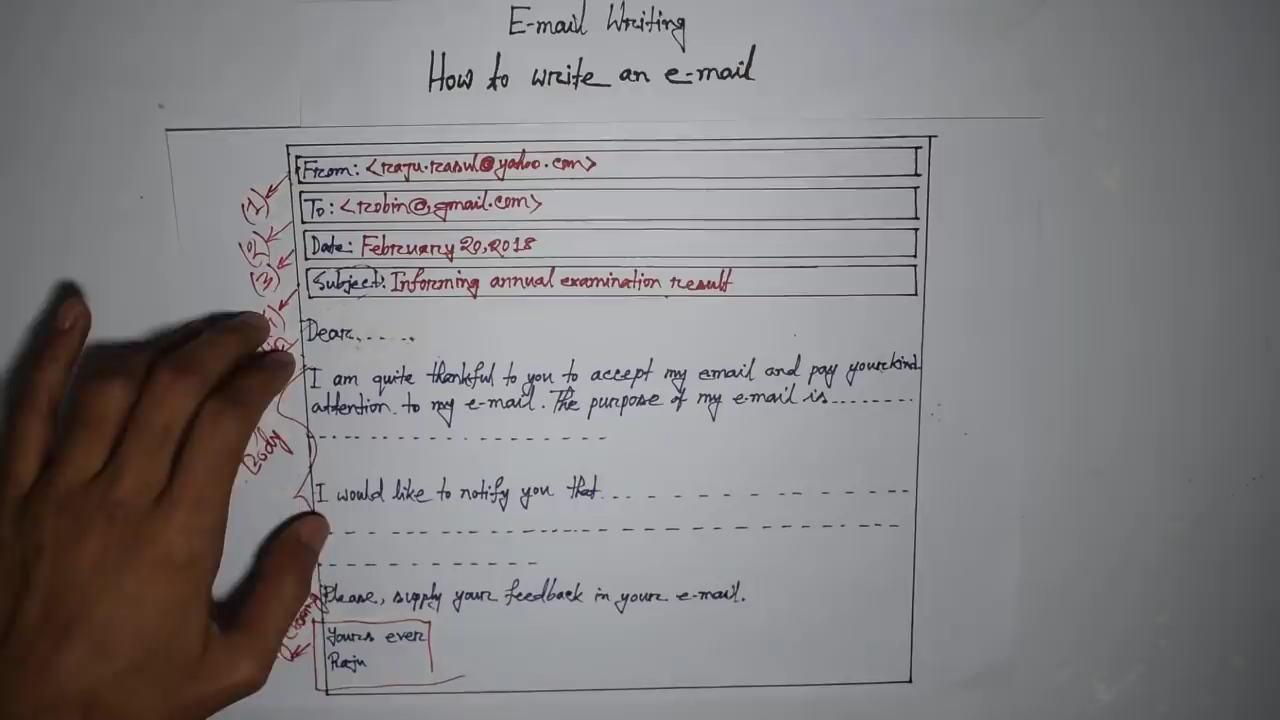 E-mail Writing
How to write an e-mail
From: <raju.rasul@yahoo.com>
(1)
To: <robin@gmail.com>
(2)
Date: February 20, 2018
(3)
Subject: Informing annual examination result
Dear......
I am quite thankful to you to accept my email and pay your kind
attention to my e-mail. The purpose of my e-mail is.........
Body
I would like to notify you that...
Please, supply your feedback in your e-mail.
Yours ever
Raju